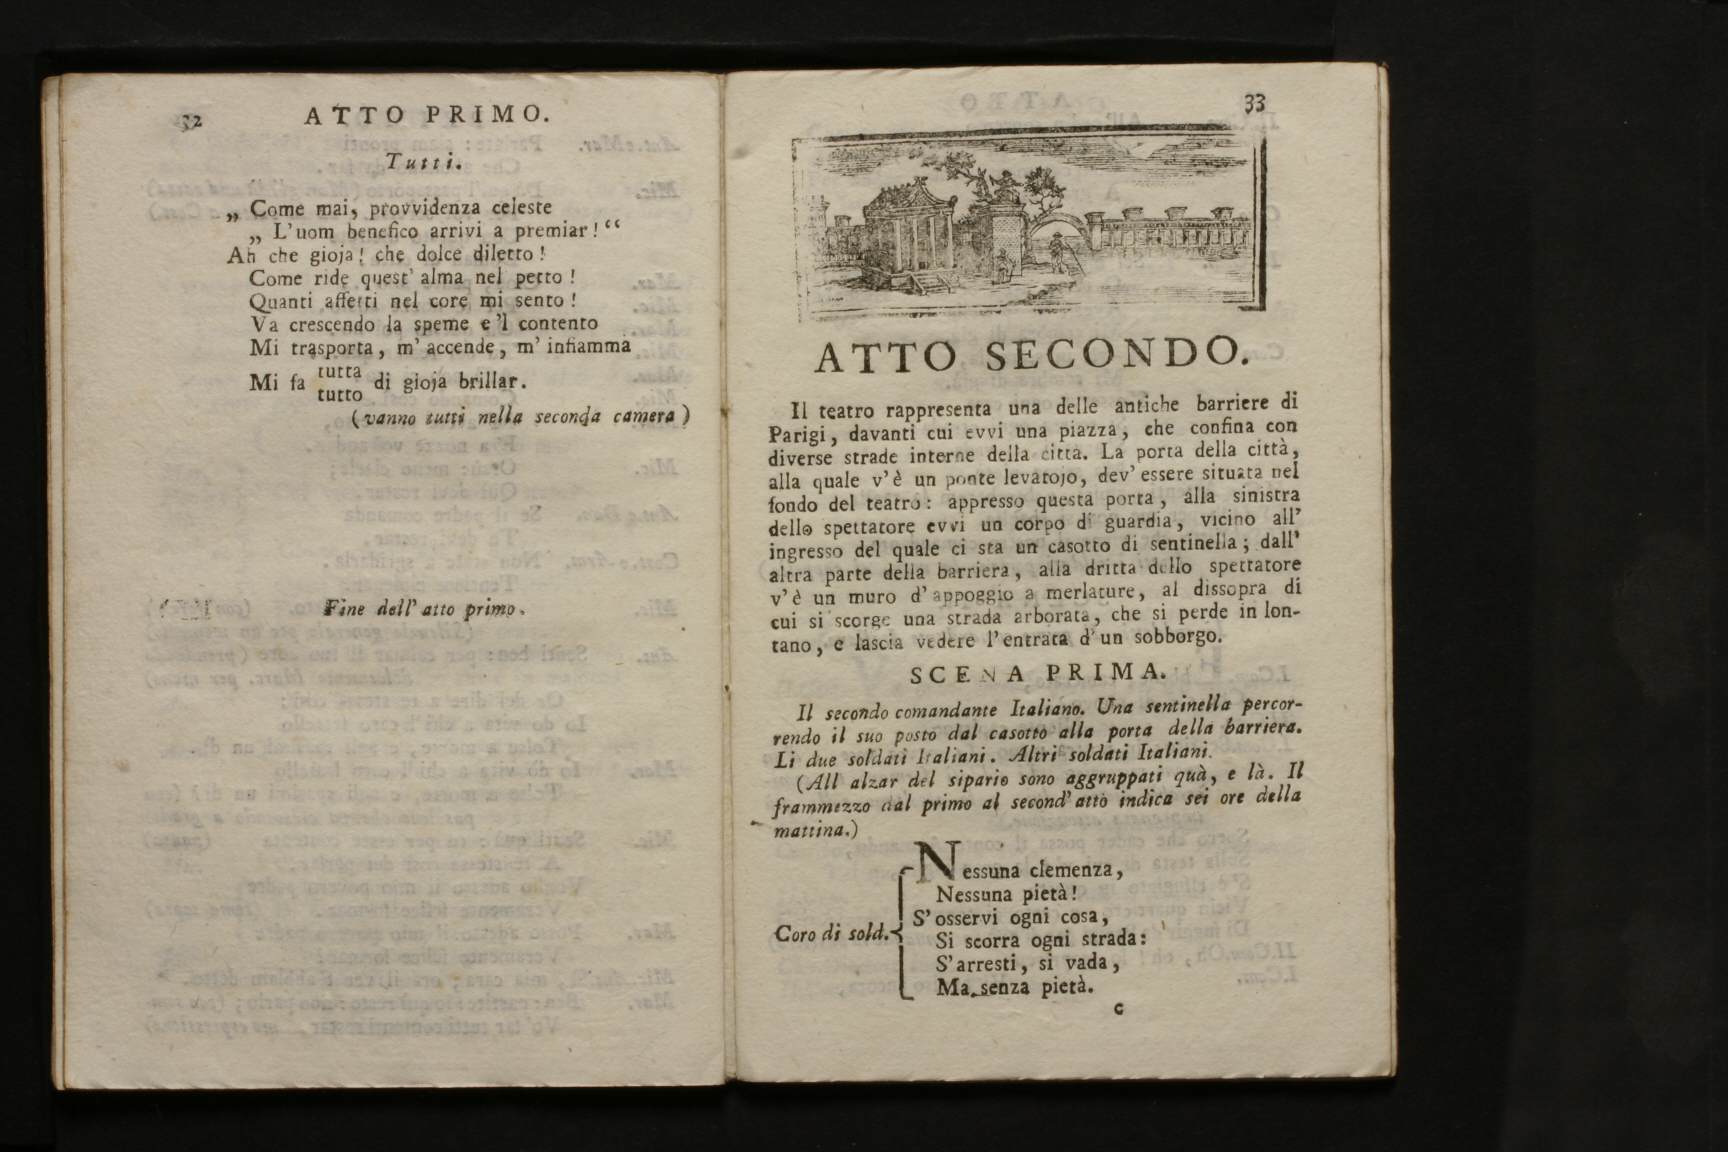 32 ATTO PRIMO.
Tutti.
„ Come mai, provvidenza celeste
„ L'uom benefico arrivi a premiar! “
Ah che gioja! che dolce diletto!
Come ride quest' alma nel petto!
Quanti affetti nel core mi sento!
Va crescendo la speme e 'l contento
Mi trasporta, m' accende, m' infiamma
Mi fa tutta
tutto di gioja brillar.
(vanno tutti nella seconda camera)
Fine dell' atto primo.
33
ATTO SECONDO.
Il teatro rappresenta una delle antiche barriere di
Parigi, davanti cui evvi una piazza, che confina con
diverse strade interne della città. La porta della città,
alla quale v' è un ponte levatojo, dev' essere situata nel
fondo del teatro: appresso questa porta, alla sinistra
dello spettatore evvi un corpo di guardia, vicino all'
ingresso del quale ci sta un casotto di sentinella; dall'
altra parte della barriera, alla dritta dello spettatore
v' è un muro d' appoggio a merlature, al dissopra di
cui si scorge una strada arborata, che si perde in lon-
tano, e lascia vedere l' entrata d' un sobborgo.
SCENA PRIMA.
Il secondo comandante Italiano. Una sentinella percor-
rendo il suo posto dal casotto alla porta della barriera.
Li due soldati Italiani. Altri soldati Italiani.
(All alzar del sipario sono aggruppati quà, e là. Il
frammezzo dal primo al second' atto indica sei ore della
mattina.)
Nessuna clemenza,
Nessuna pietà!
S' osservi ogni cosa,
Coro di sold. Si scorra ogni strada:
S' arresti, si vada,
Ma senza pietà.
C